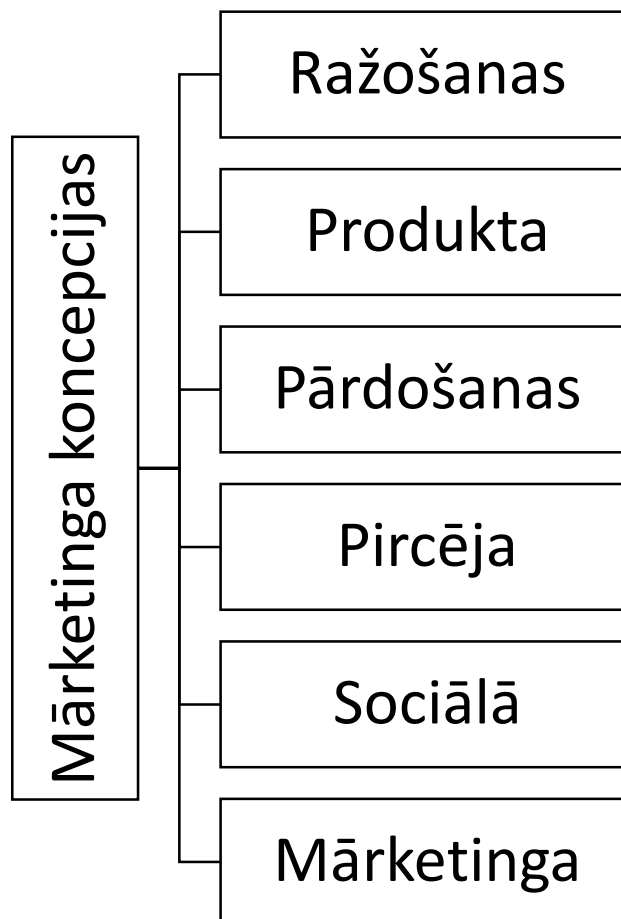 Mārketinga koncepcijas
Ražošanas
Produkta
Pārdošanas
Pircēja
Sociālā
Mārketinga